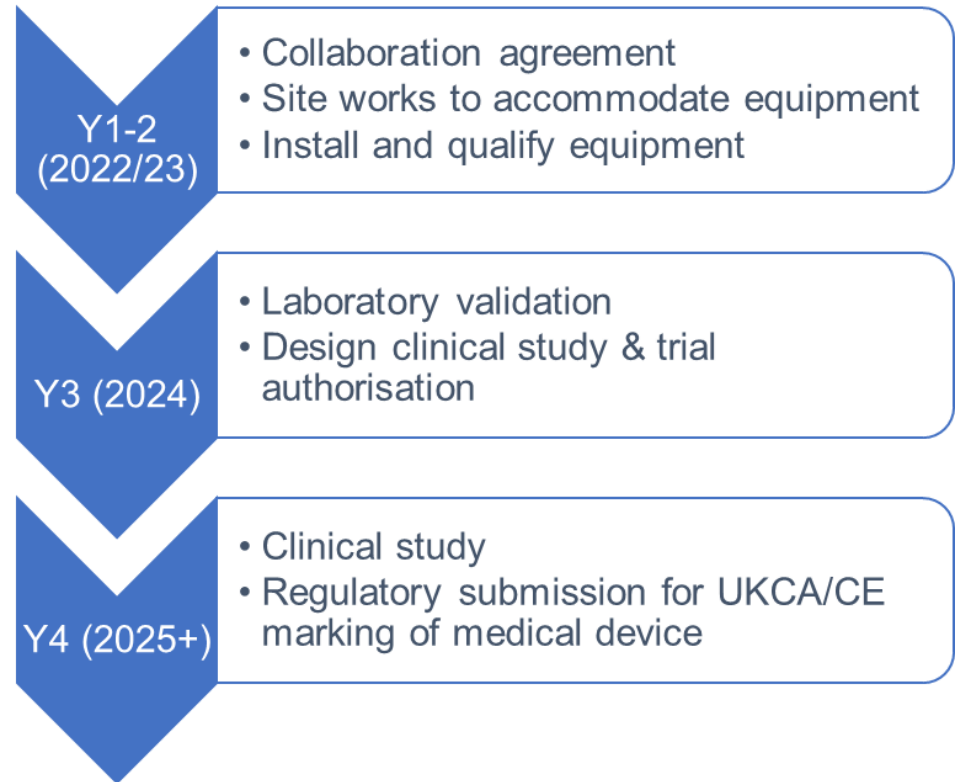 Y1-2
(2022/23)
• Collaboration agreement
• Site works to accommodate equipment
• Install and qualify equipment
Y3 (2024)
• Laboratory validation
• Design clinical study & trial
authorisation
Y4 (2025+)
• Clinical study
• Regulatory submission for UKCA/CE
marking of medical device